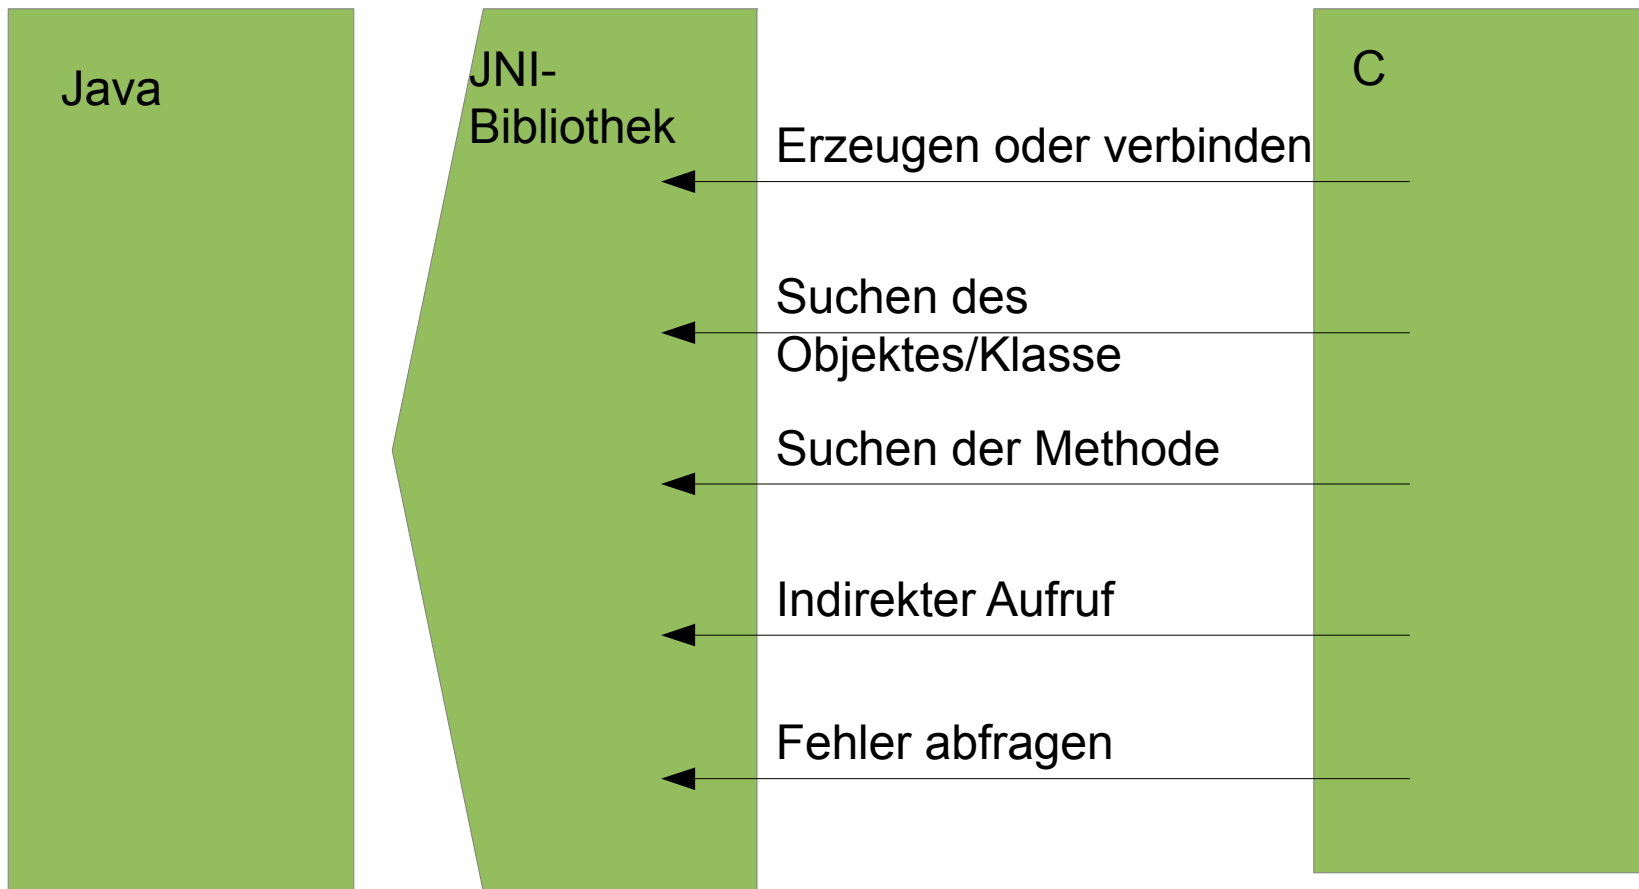 Java
JNI-
Bibliothek
C
Erzeugen oder verbinden
Suchen des
Objektes/Klasse
Suchen der Methode
Indirekter Aufruf
Fehler abfragen